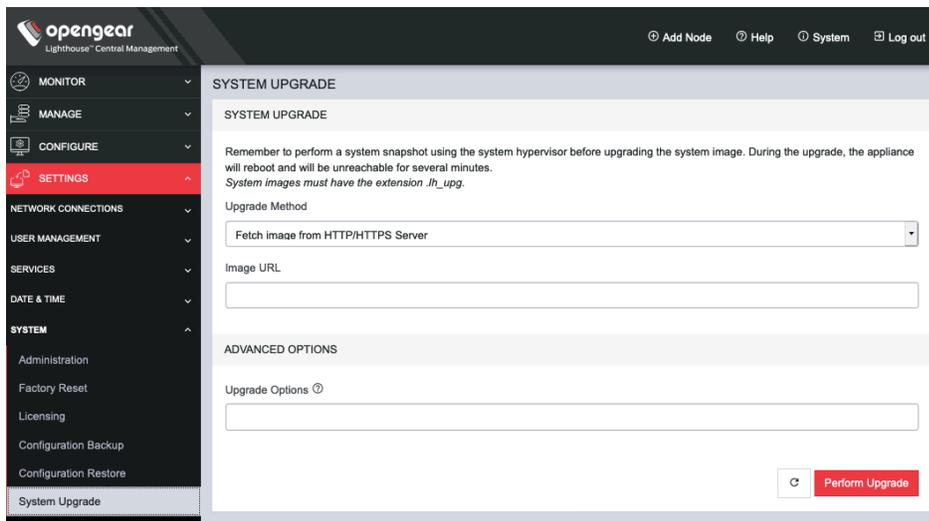 opengear
Lighthouse™ Central Management
Add Node
Help
System
Log out
MONITOR
MANAGE
CONFIGURE
SETTINGS
NETWORK CONNECTIONS
USER MANAGEMENT
SERVICES
DATE & TIME
SYSTEM
Administration
Factory Reset
Licensing
Configuration Backup
Configuration Restore
System Upgrade
SYSTEM UPGRADE
SYSTEM UPGRADE
Remember to perform a system snapshot using the system hypervisor before upgrading the system image. During the upgrade, the appliance
will reboot and will be unreachable for several minutes.
System images must have the extension .lh_upg.
Upgrade Method
Fetch image from HTTP/HTTPS Server
Image URL
ADVANCED OPTIONS
Upgrade Options
Perform Upgrade